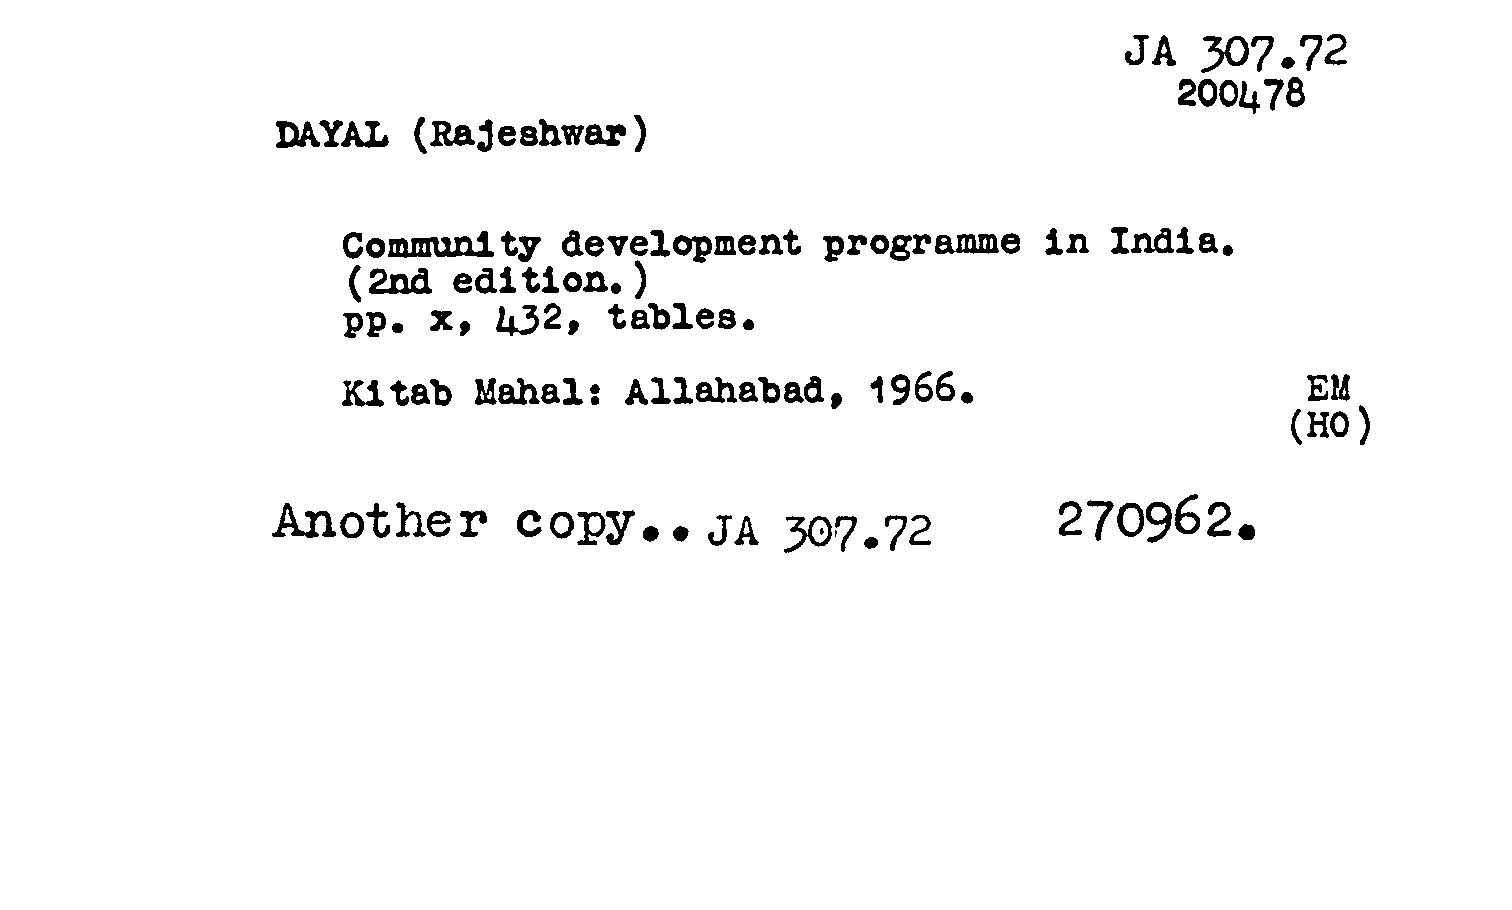 JA 307.72
200478
DAYAL (Rajeshwar)
Community development programme in India.
(2nd edition.)
pp. x, 432, tables.
Kitab Mahal: Allahabad, 1966.
EM
(HO)
Another copy.. JA 307.72 270962.